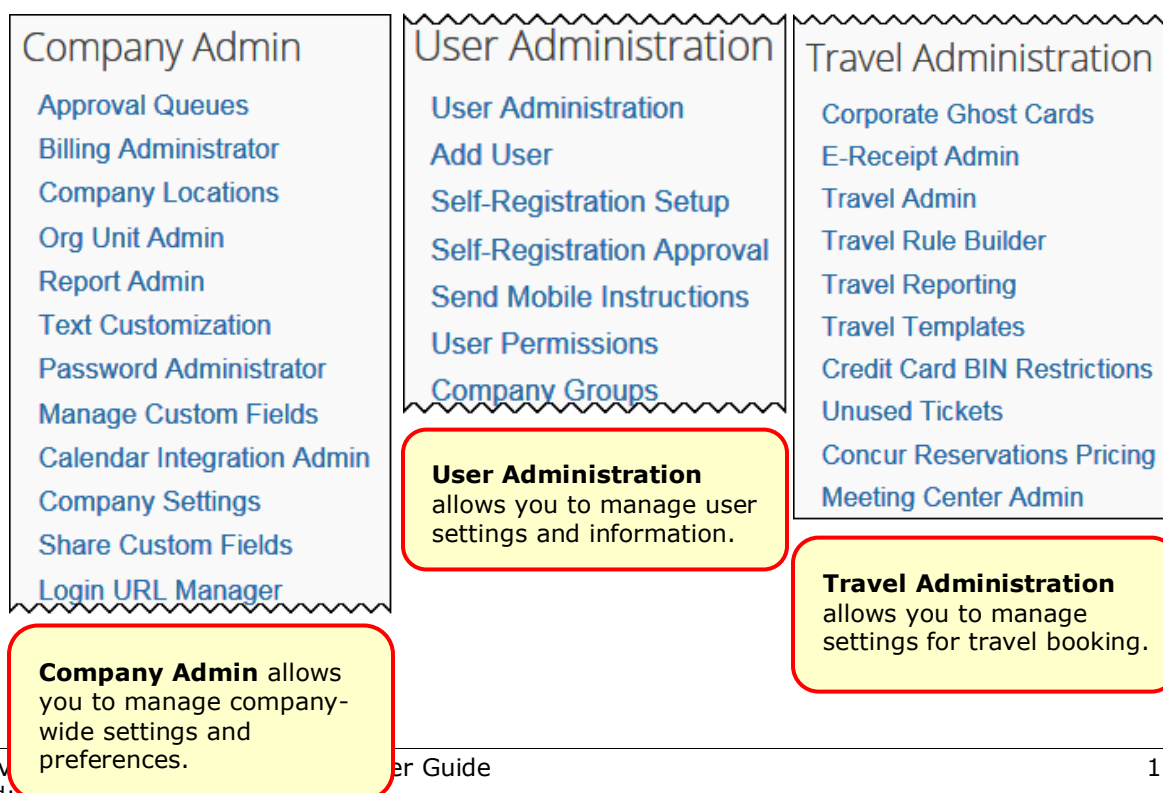 Company Admin
Approval Queues
Billing Administrator
Company Locations
Org Unit Admin
Report Admin
Text Customization
Password Administrator
Manage Custom Fields
Calendar Integration Admin
Company Settings
Share Custom Fields
Login URL Manager
Company Admin allows
you to manage company-
wide settings and
preferences.
User Administration
User Administration
Add User
Self-Registration Setup
Self-Registration Approval
Send Mobile Instructions
User Permissions
Company Groups
User Administration
allows you to manage user
settings and information.
Travel Administration
Corporate Ghost Cards
E-Receipt Admin
Travel Admin
Travel Rule Builder
Travel Reporting
Travel Templates
Credit Card BIN Restrictions
Unused Tickets
Concur Reservations Pricing
Meeting Center Admin
Travel Administration
allows you to manage
settings for travel booking.
Guide 1